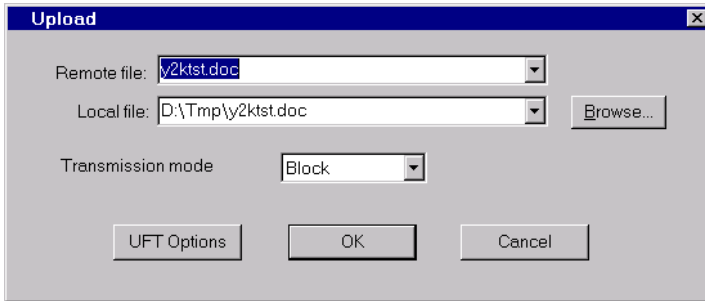 Upload
Remote file: y2ktst.doc
Local file: D:\Tmp\y2ktst.doc Browse...
Transmission mode Block
UFT Options OK Cancel